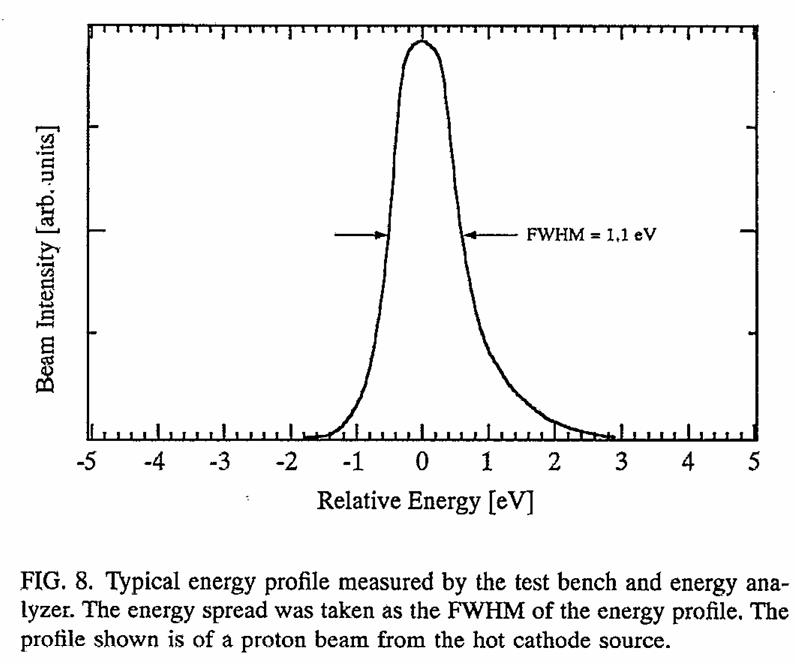 Beam Intensity [arb. units]
FWHM = 1.1 eV
-5 -4 -3 -2 -1 0 1 2 3 4 5
Relative Energy [eV]
FIG. 8. Typical energy profile measured by the test bench and energy ana-
lyzer. The energy spread was taken as the FWHM of the energy profile. The
profile shown is of a proton beam from the hot cathode source.